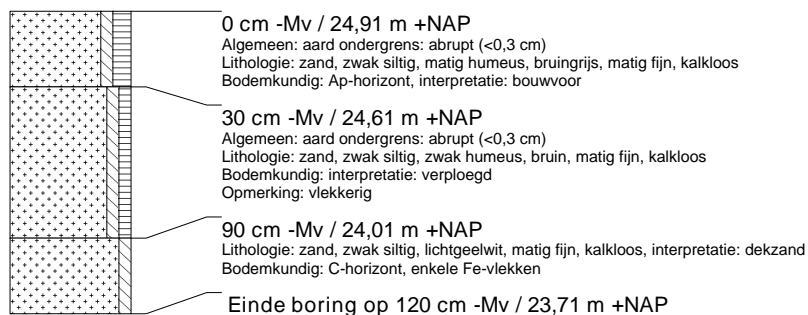 0 cm -Mv / 24,91 m +NAP
Algemeen: aard ondergrens: abrupt (<0,3 cm)
Lithologie: zand, zwak siltig, matig humeus, bruingrijs, matig fijn, kalkloos
Bodemkundig: Ap-horizont, interpretatie: bouwvoor
30 cm -Mv / 24,61 m +NAP
Algemeen: aard ondergrens: abrupt (<0,3 cm)
Lithologie: zand, zwak siltig, zwak humeus, bruin, matig fijn, kalkloos
Bodemkundig: interpretatie: verploegd
Opmerking: vlekkerig
90 cm -Mv / 24,01 m +NAP
Lithologie: zand, zwak siltig, lichtgeelwit, matig fijn, kalkloos, interpretatie: dekzand
Bodemkundig: C-horizont, enkele Fe-vlekken
Einde boring op 120 cm -Mv / 23,71 m +NAP